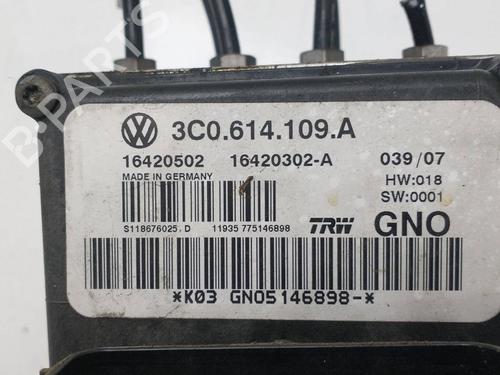 3C0.614.109.A
16420502 16420302-A 039/07
MADE IN GERMANY HW:018
SW:0001
S118676025.D 11935 775146898 TRW GNO
*K03 GNO5146898-*